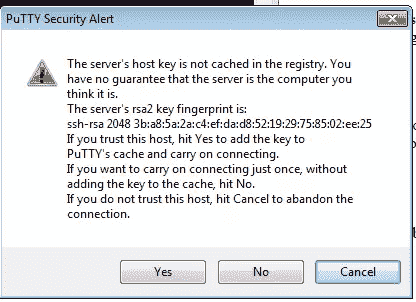 PuTTY Security Alert
The server's host key is not cached in the registry. You
have no guarantee that the server is the computer you
think it is.
The server's rsa2 key fingerprint is:
ssh-rsa 2048 3b:a8:5a:2a:c4:ef:da:d8:52:19:29:75:85:02:ee:25
If you trust this host, hit Yes to add the key to
PuTTY's cache and carry on connecting.
If you want to carry on connecting just once, without
adding the key to the cache, hit No.
If you do not trust this host, hit Cancel to abandon the
connection.
Yes
No
Cancel